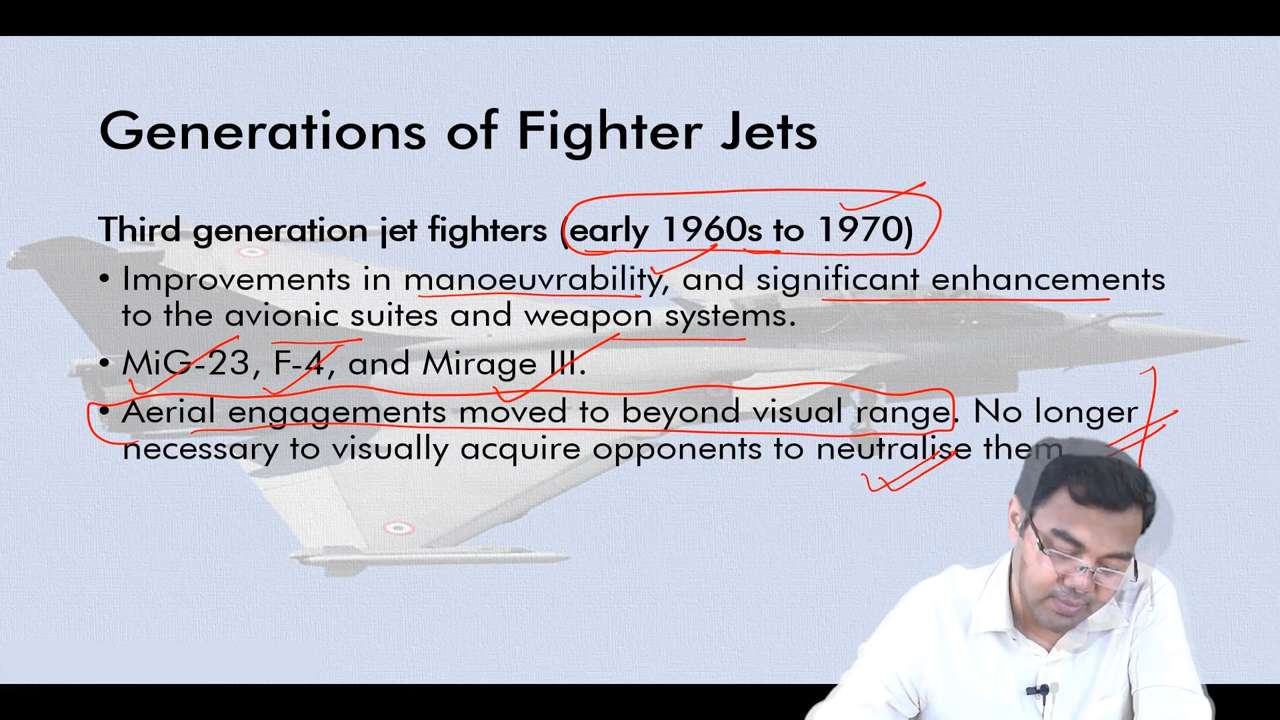 Generations of Fighter Jets
Third generation jet fighters (early 1960s to 1970)
• Improvements in manoeuvrability, and significant enhancements
to the avionic suites and weapon systems.
• MiG-23, F-4, and Mirage III.
• Aerial engagements moved to beyond visual range. No longer
necessary to visually acquire opponents to neutralise them